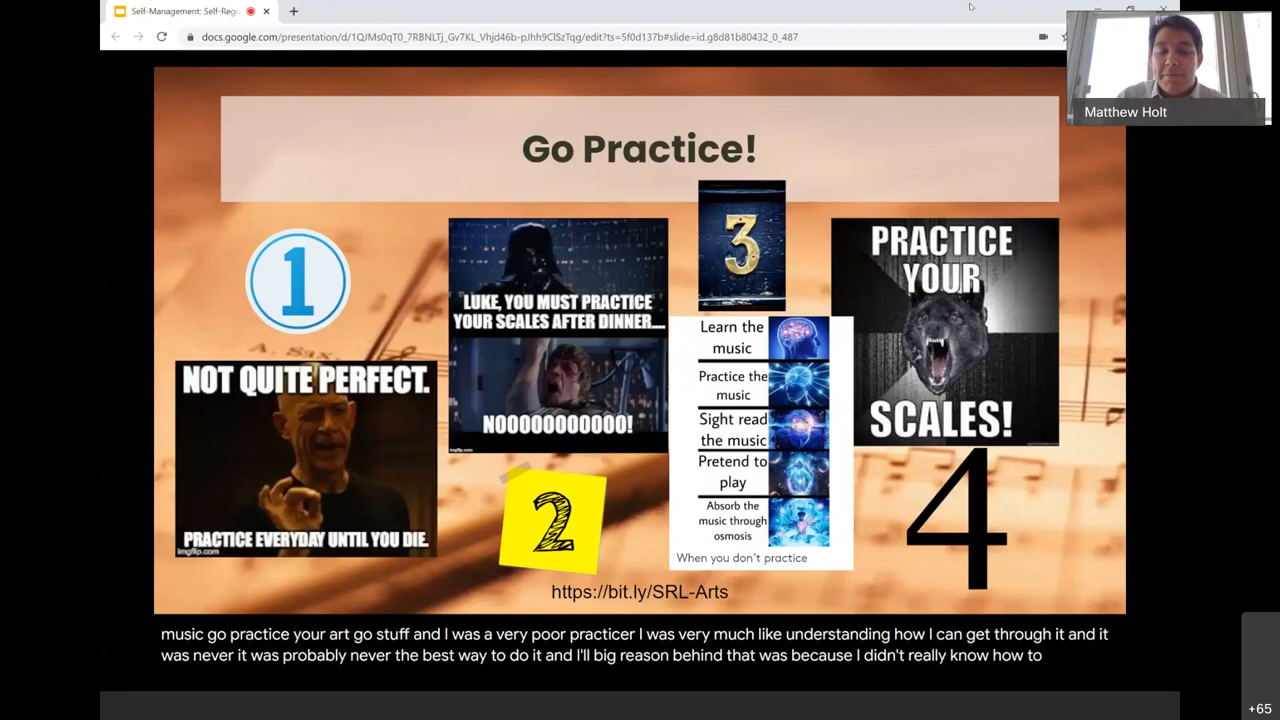 Self-Management: Self-Regu
docs.google.com/presentation/d/1QJMs0qT0_7RBNLTj_Gv7KL_Vhjd46b-pJhh9ClSzTqg/edit?ts=5f0d137b#slide=id.g8d81b80432_0_487
Matthew Holt
Go Practice!
1
NOT QUITE PERFECT.
PRACTICE EVERYDAY UNTIL YOU DIE.
imgflip.com
LUKE, YOU MUST PRACTICE
YOUR SCALES AFTER DINNER....
NOOOOOOOOOOO!
imgflip.com
2
3
Learn the
music
Practice the
music
Sight read
the music
Pretend to
play
Absorb the
music through
osmosis
When you don't practice
PRACTICE
YOUR
SCALES!
4
https://bit.ly/SRL-Arts
music go practice your art go stuff and I was a very poor practicer I was very much like understanding how I can get through it and it
was never it was probably never the best way to do it and I'll big reason behind that was because I didn't really know how to
+65